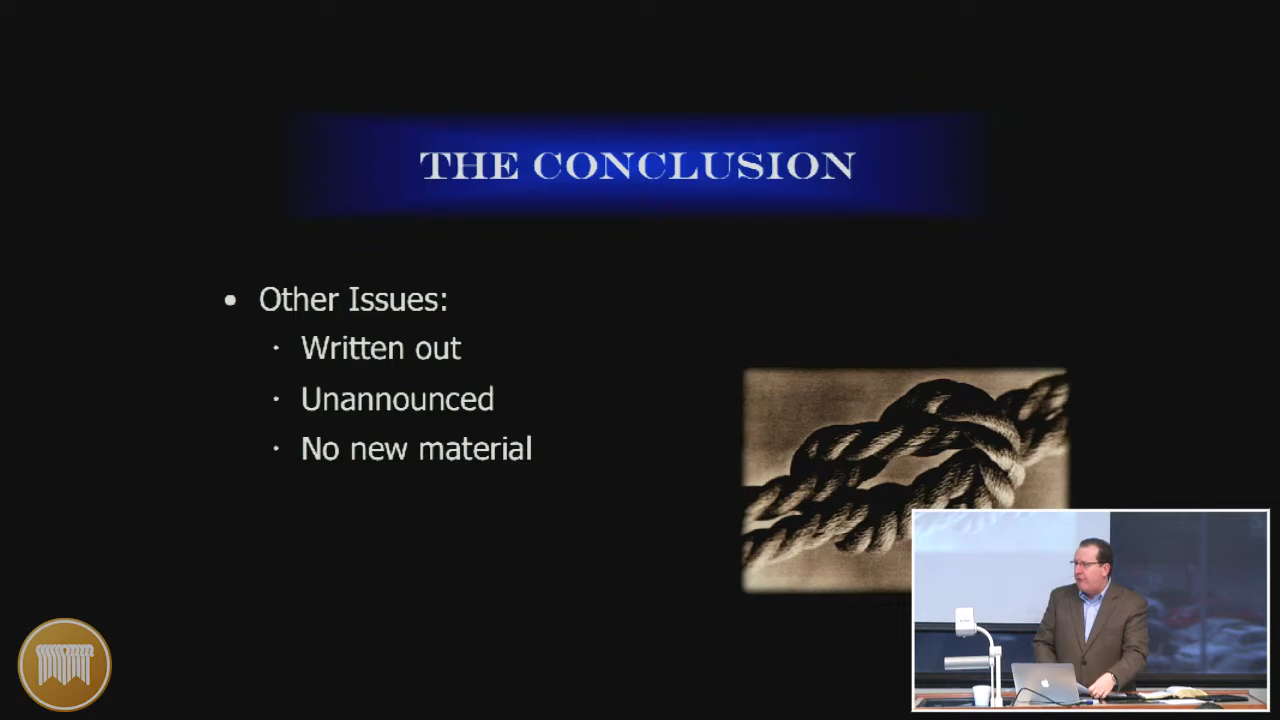 THE CONCLUSION
• Other Issues:
· Written out
· Unannounced
· No new material